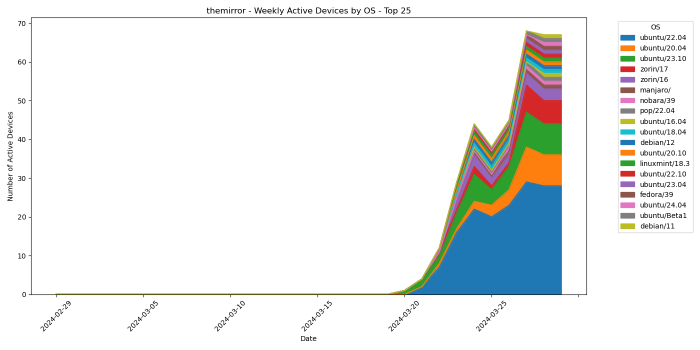 themirror - Weekly Active Devices by OS - Top 25
Number of Active Devices
70
60
50
40
30
20
10
0
2024-02-29
2024-03-05
2024-03-10
2024-03-15
2024-03-20
2024-03-25
Date
OS
ubuntu/22.04
ubuntu/20.04
ubuntu/23.10
zorin/17
zorin/16
manjaro/
nobara/39
pop/22.04
ubuntu/16.04
ubuntu/18.04
debian/12
ubuntu/20.10
linuxmint/18.3
ubuntu/22.10
ubuntu/23.04
fedora/39
ubuntu/24.04
ubuntu/Beta1
debian/11